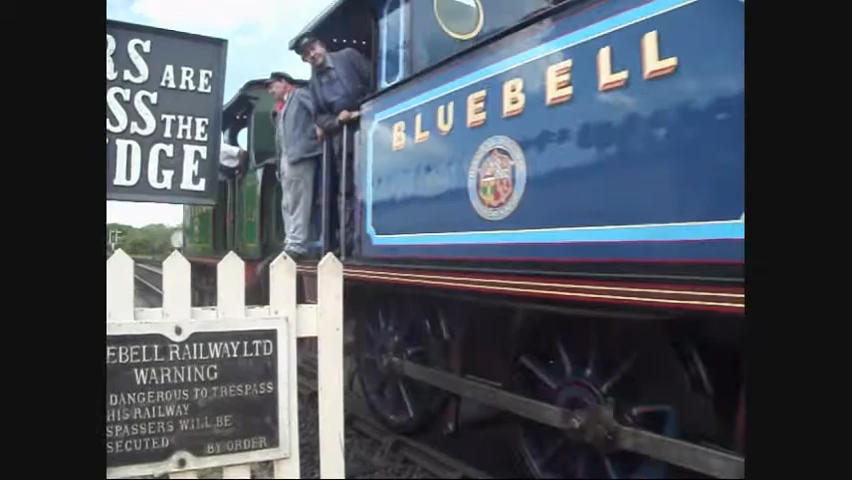 ARE
SS THE
DGE
BLUEBELL
EBELL RAILWAY LTD
WARNING
DANGEROUS TO TRESPASS
HIS RAILWAY
SPASSERS WILL BE
SECUTED BY ORDER